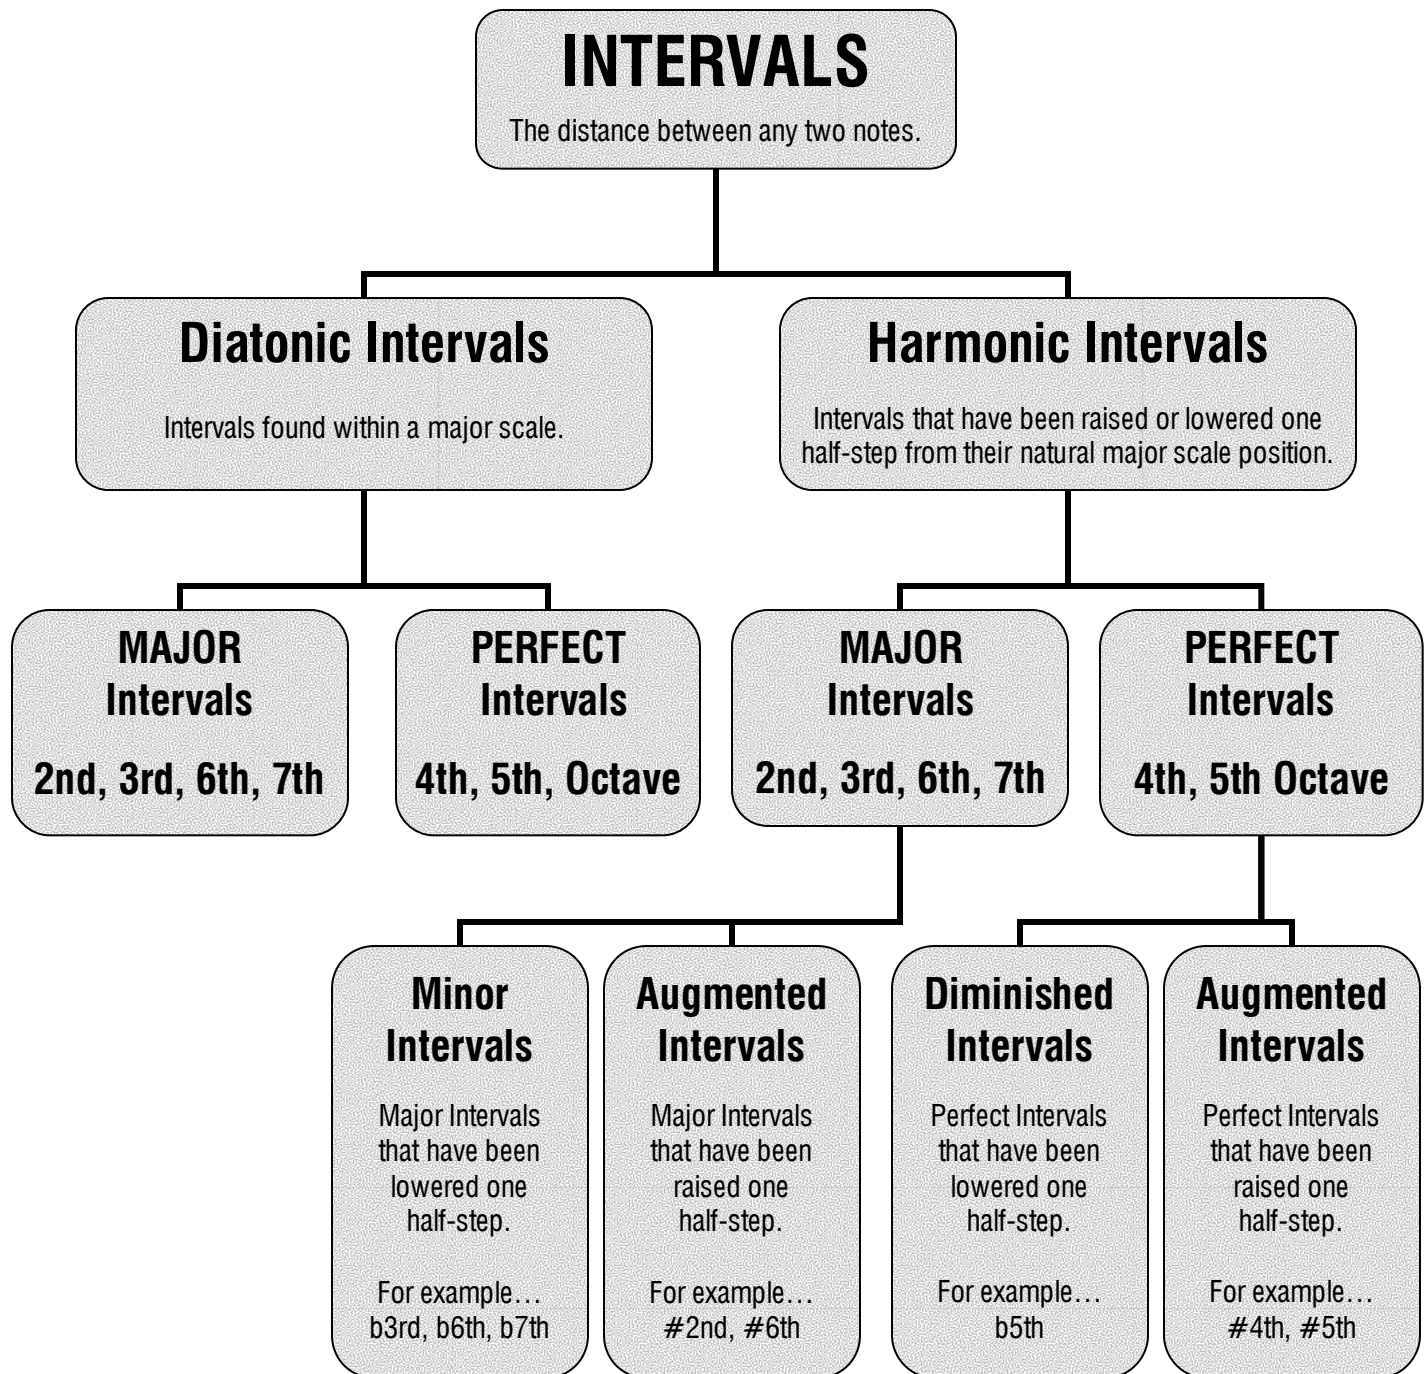 INTERVALS
The distance between any two notes.
Diatonic Intervals
Intervals found within a major scale.
Harmonic Intervals
Intervals that have been raised or lowered one
half-step from their natural major scale position.
MAJOR
Intervals
2nd, 3rd, 6th, 7th
PERFECT
Intervals
4th, 5th, Octave
MAJOR
Intervals
2nd, 3rd, 6th, 7th
PERFECT
Intervals
4th, 5th Octave
Minor
Intervals
Major Intervals
that have been
lowered one
half-step.
For example…
b3rd, b6th, b7th
Augmented
Intervals
Major Intervals
that have been
raised one
half-step.
For example…
#2nd, #6th
Diminished
Intervals
Perfect Intervals
that have been
lowered one
half-step.
For example…
b5th
Augmented
Intervals
Perfect Intervals
that have been
raised one
half-step.
For example…
#4th, #5th